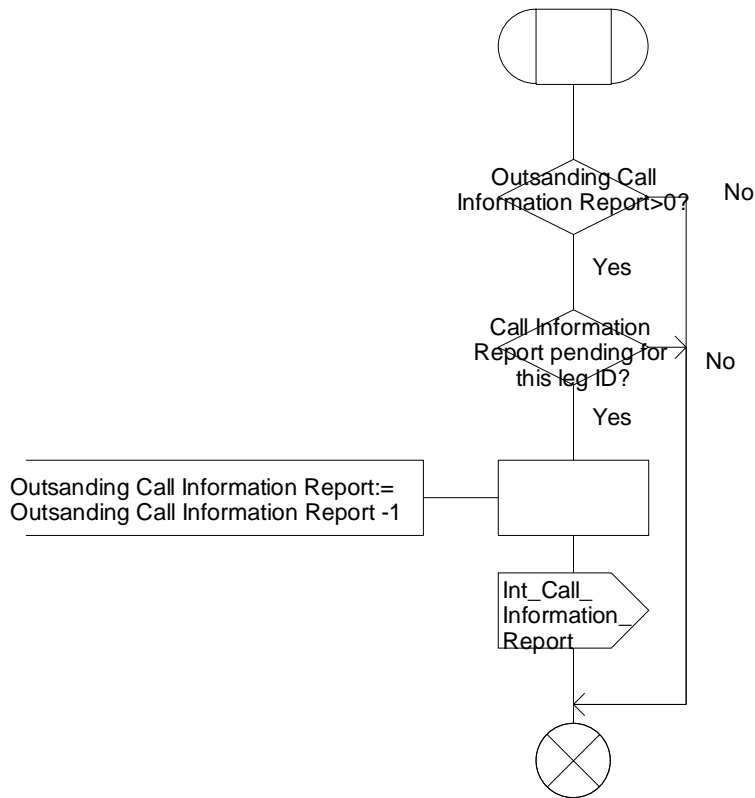 Outsanding Call
Information Report>0?
No
Yes
Call Information
Report pending for
this leg ID?
No
Yes
Outsanding Call Information Report:=
Outsanding Call Information Report -1
Int_Call_
Information_
Report